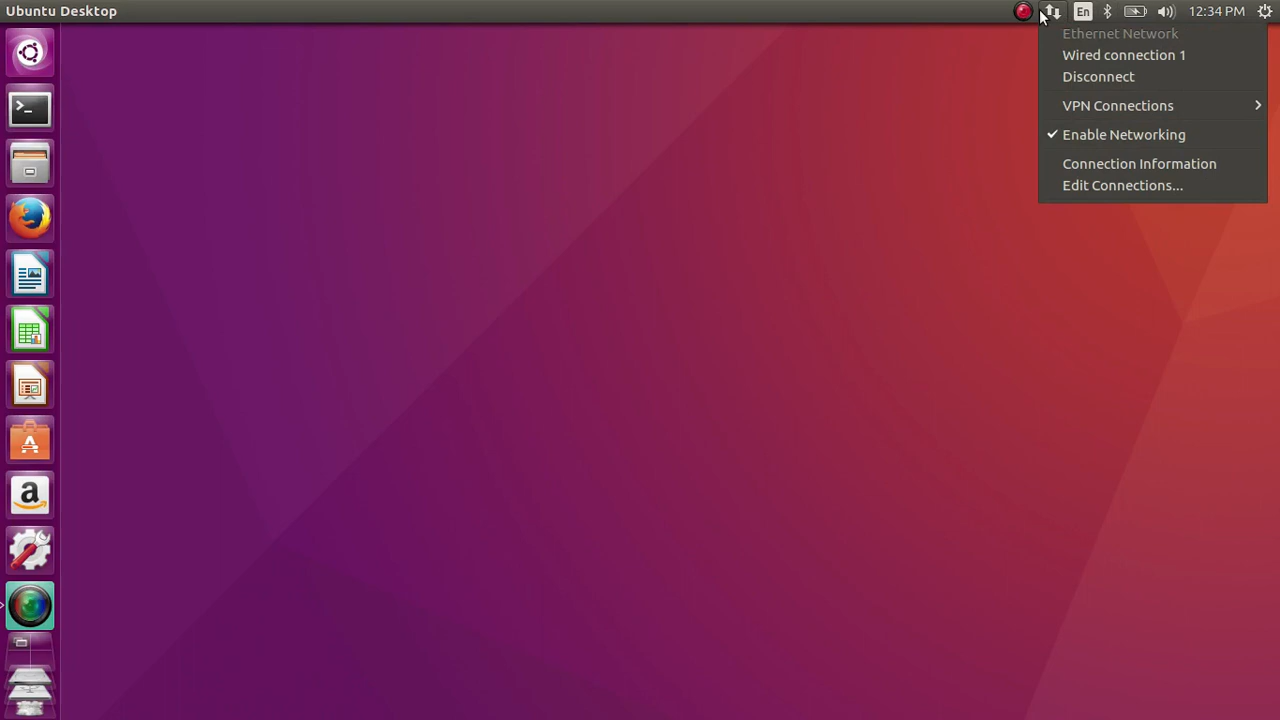 Ubuntu Desktop
En
12:34 PM
Ethernet Network
Wired connection 1
Disconnect
VPN Connections
Enable Networking
Connection Information
Edit Connections...
>_
A
a